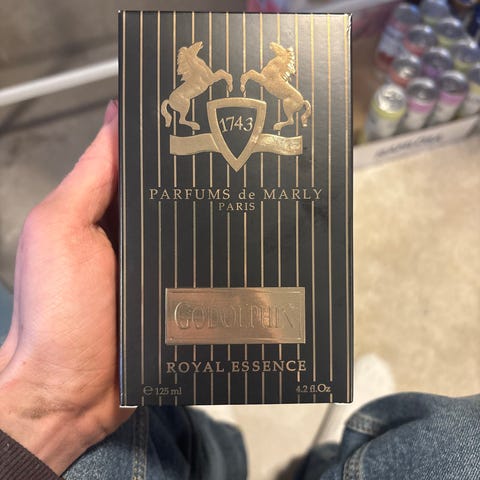 1743
PARFUMS de MARLY
PARIS
GODOLPHIN
ROYAL ESSENCE
℮ 125 ml 4.2 fl.Oz